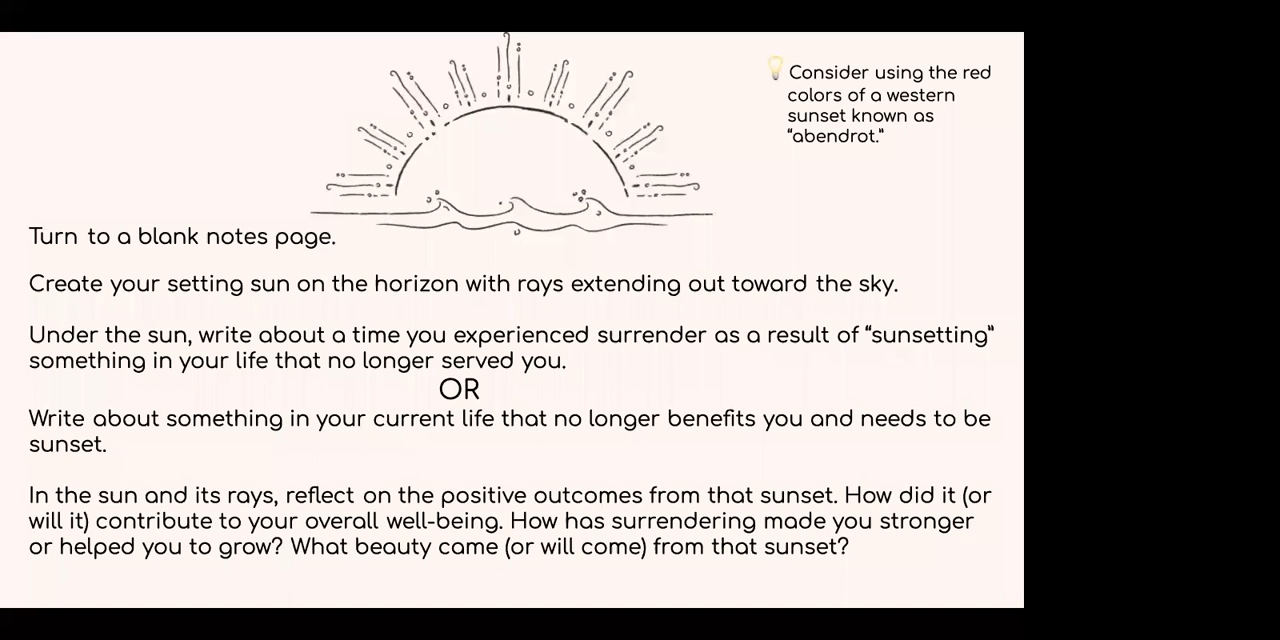 Consider using the red
colors of a western
sunset known as
“abendrot.”
Turn to a blank notes page.
Create your setting sun on the horizon with rays extending out toward the sky.
Under the sun, write about a time you experienced surrender as a result of “sunsetting”
something in your life that no longer served you.
OR
Write about something in your current life that no longer benefits you and needs to be
sunset.
In the sun and its rays, reflect on the positive outcomes from that sunset. How did it (or
will it) contribute to your overall well-being. How has surrendering made you stronger
or helped you to grow? What beauty came (or will come) from that sunset?